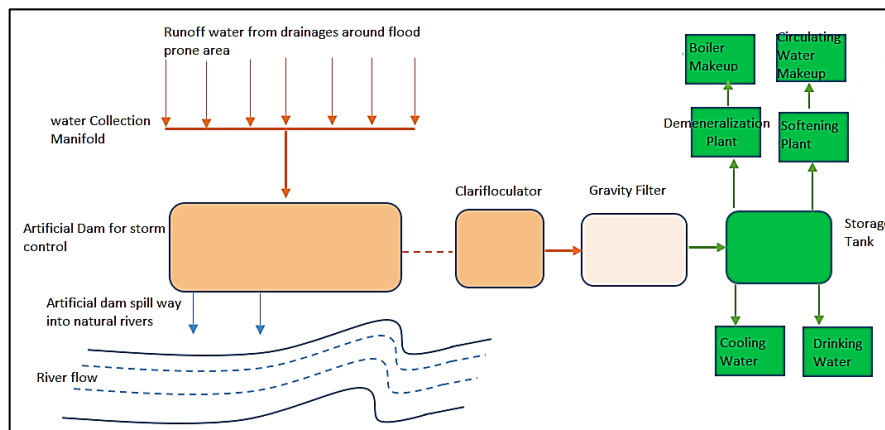 Runoff water from drainages around flood
prone area
water Collection
Manifold
Artificial Dam for storm
control
Clarifloculator
Gravity Filter
Storage
Tank
Boiler
Makeup
Circulating
Water
Makeup
Demeneralization
Plant
Softening
Plant
Cooling
Water
Drinking
Water
Artificial dam spill way
into natural rivers
River flow